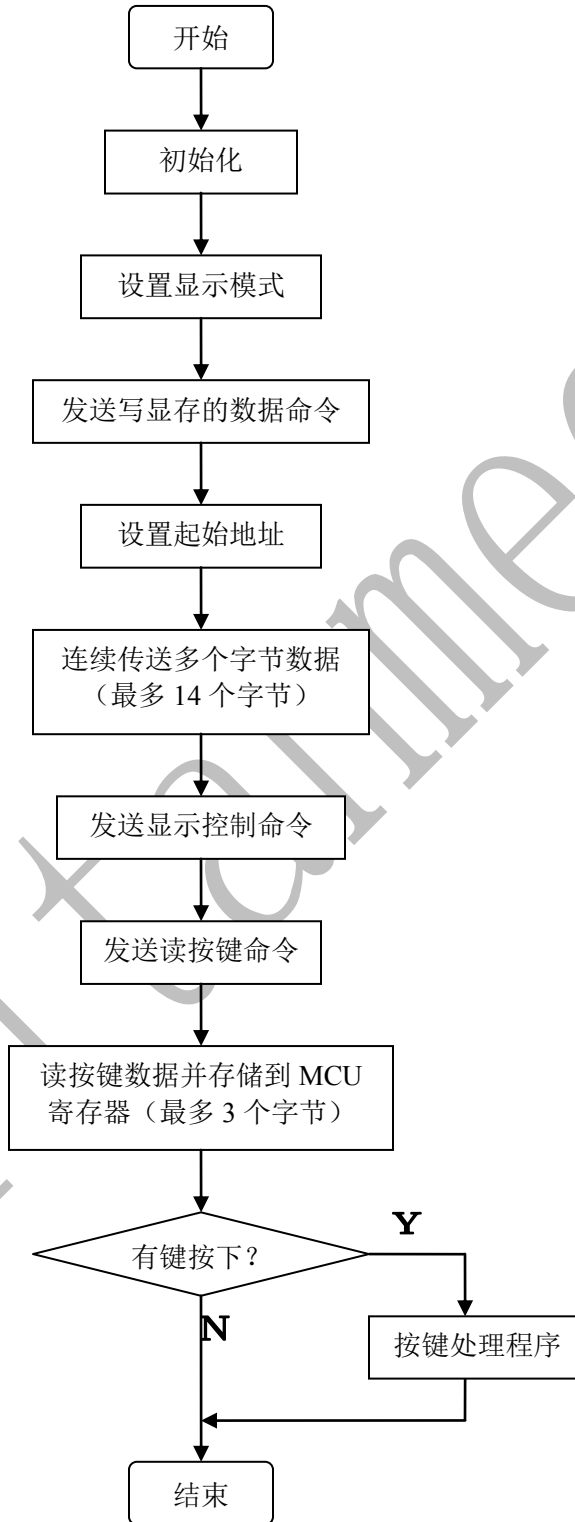 开始
初始化
设置显示模式
发送写显存的数据命令
设置起始地址
连续传送多个字节数据
（最多 14 个字节）
发送显示控制命令
发送读按键命令
读按键数据并存储到 MCU
寄存器（最多 3 个字节）
有键按下？
Y
N
按键处理程序
结束